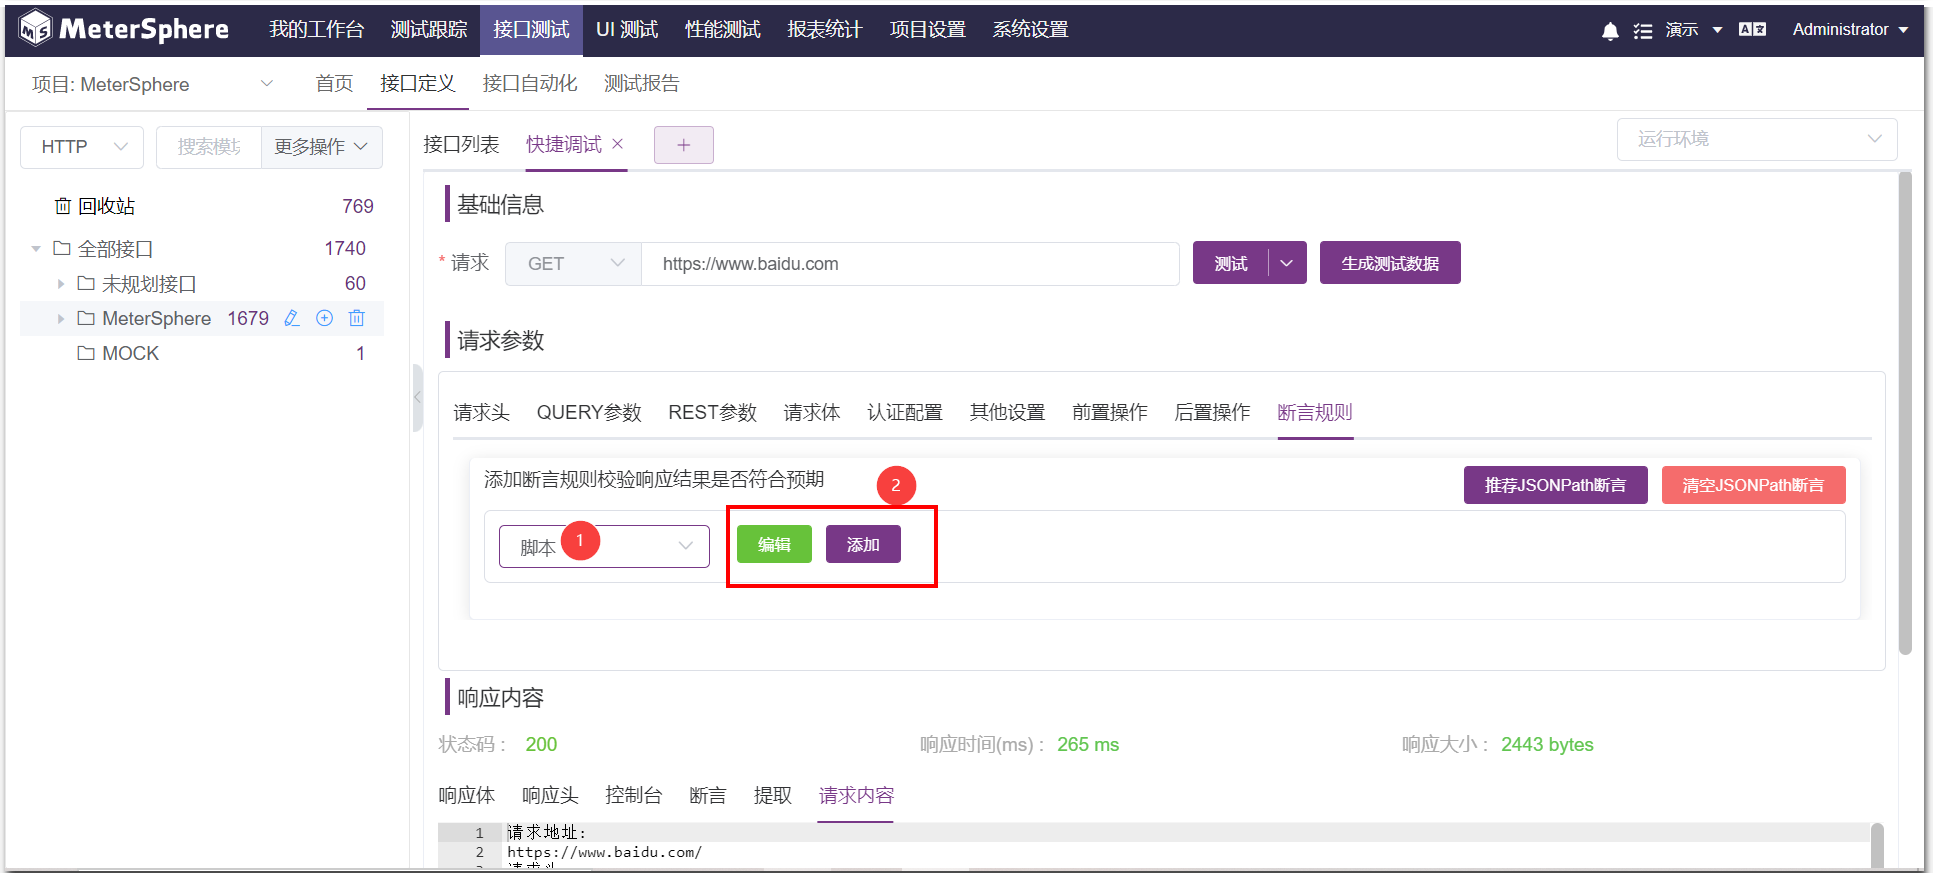 MeterSphere 我的工作台 测试跟踪 接口测试 UI 测试 性能测试 报表统计 项目设置 系统设置 演示 Administrator
项目: MeterSphere 首页 接口定义 接口自动化 测试报告
HTTP 搜索模块 更多操作
回收站 769
全部接口 1740
未规划接口 60
MeterSphere 1679
MOCK 1
接口列表 快捷调试 运行环境
基础信息
* 请求 GET https://www.baidu.com 测试 生成测试数据
请求参数
请求头 QUERY参数 REST参数 请求体 认证配置 其他设置 前置操作 后置操作 断言规则
添加断言规则校验响应结果是否符合预期 2 推荐JSONPath断言 清空JSONPath断言
脚本 1 编辑 添加
响应内容
状态码 : 200 响应时间(ms) : 265 ms 响应大小 : 2443 bytes
响应体 响应头 控制台 断言 提取 请求内容
1 请求地址:
2 https://www.baidu.com/